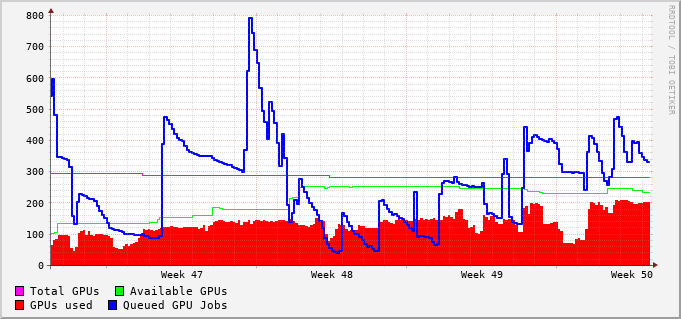 800
700
600
500
400
300
200
100
0
RRDTOOL / TOBI OETIKER
Week 47 Week 48 Week 49 Week 50
Total GPUs Available GPUs
GPUs used Queued GPU Jobs